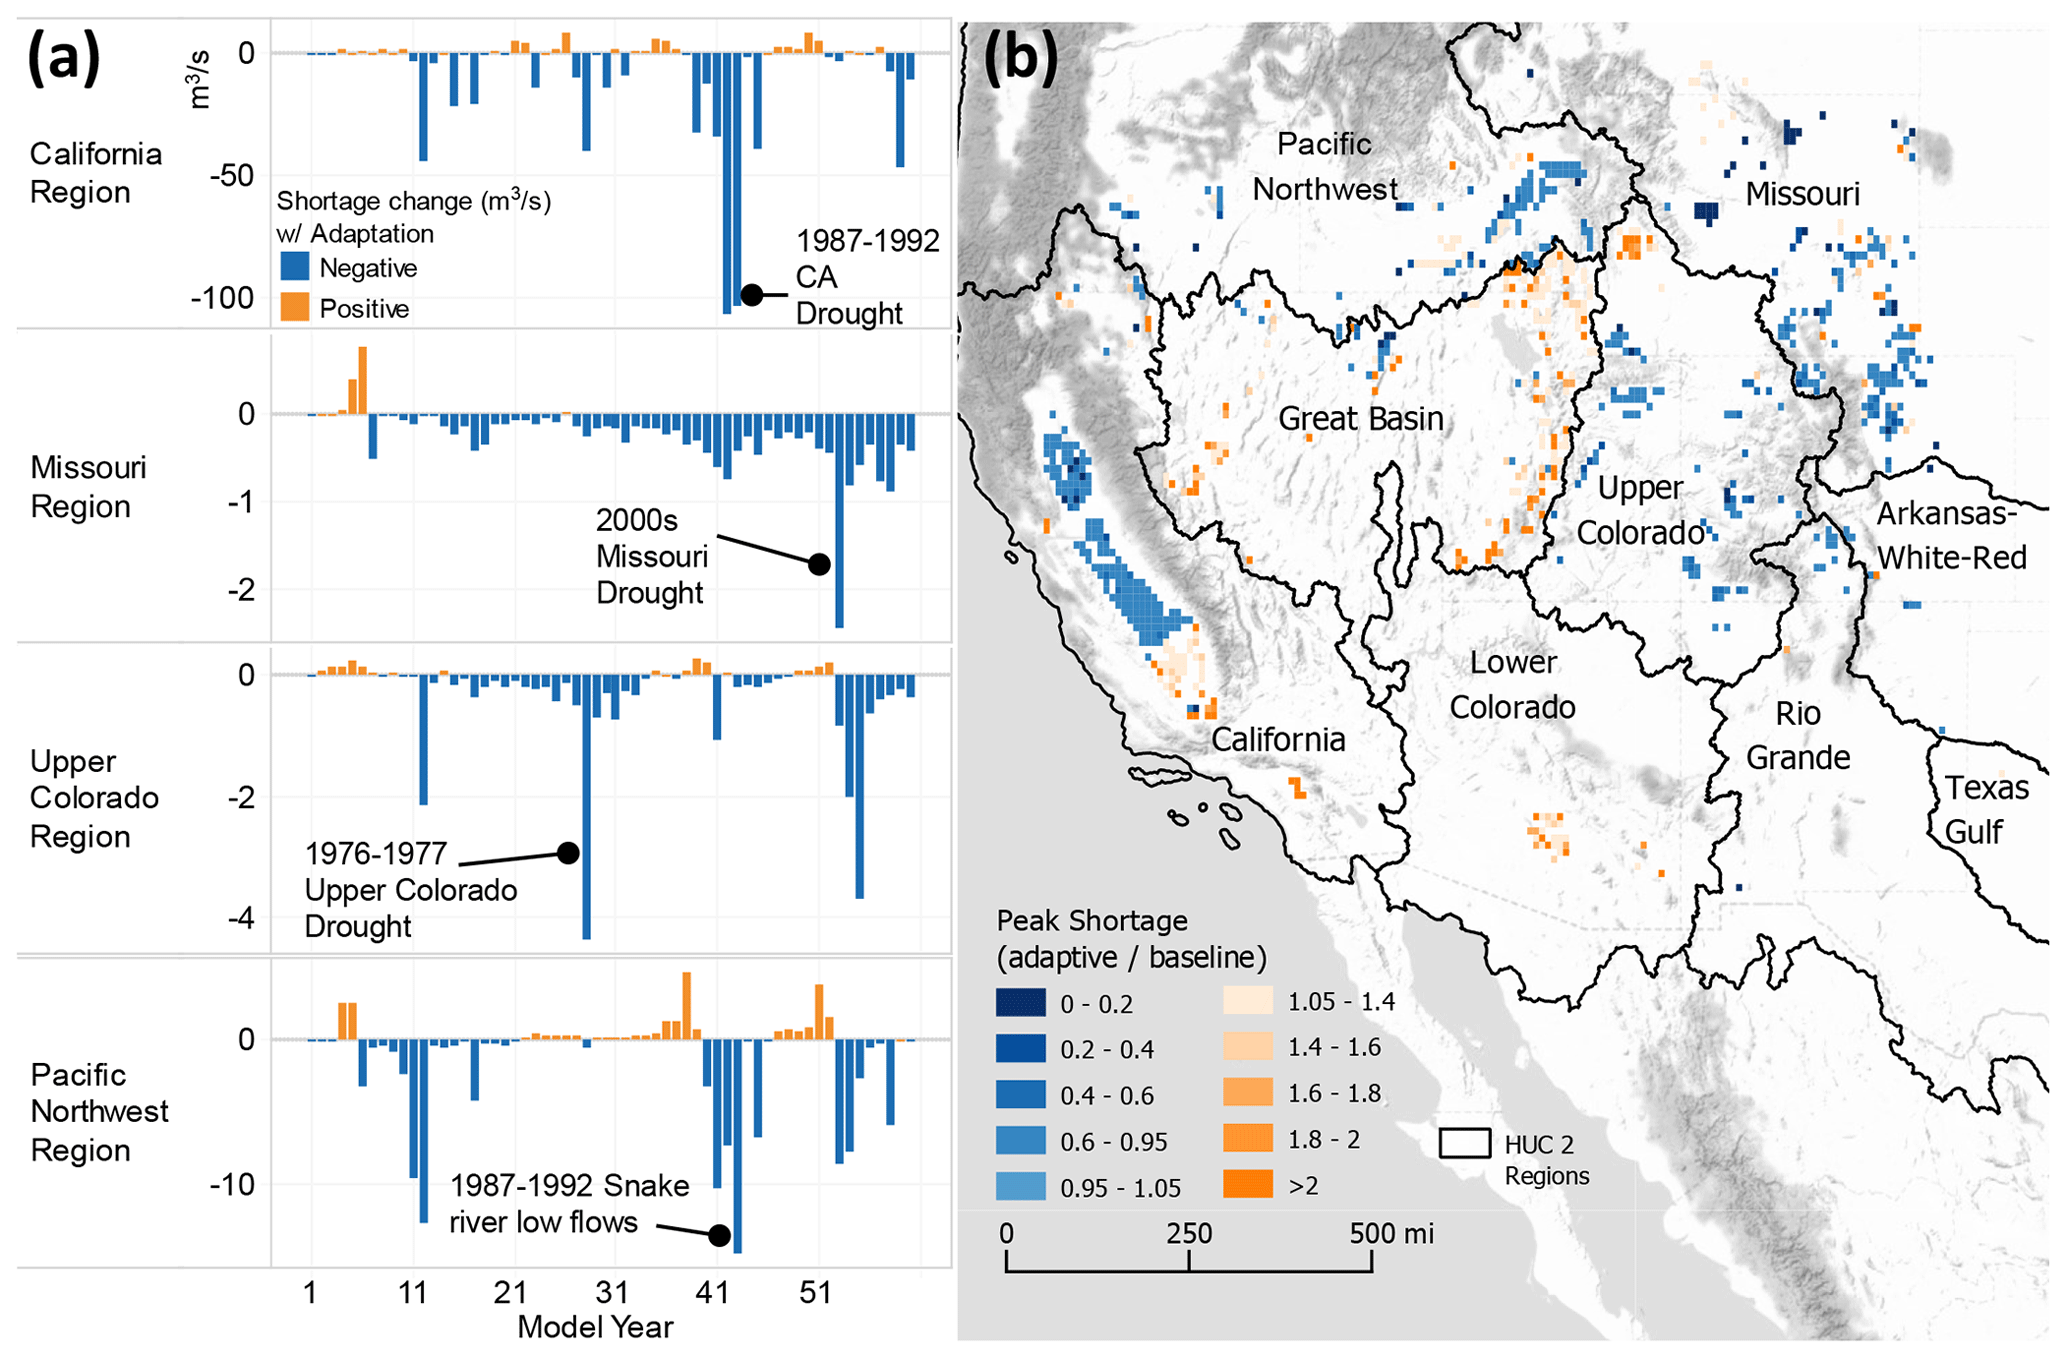 (a)
m³/s
0
-50
-100
California
Region
Shortage change (m³/s)
w/ Adaptation
Negative
Positive
1987-1992
CA
Drought
0
-1
-2
Missouri
Region
2000s
Missouri
Drought
0
-2
-4
Upper
Colorado
Region
1976-1977
Upper Colorado
Drought
0
-10
Pacific
Northwest
Region
1987-1992 Snake
river low flows
1
11
21
31
41
51
Model Year
(b)
Pacific
Northwest
Missouri
Great Basin
Upper
Colorado
Arkansas-
White-Red
Lower
Colorado
California
Rio
Grande
Texas
Gulf
Peak Shortage
(adaptive / baseline)
0 - 0.2
0.2 - 0.4
0.4 - 0.6
0.6 - 0.95
0.95 - 1.05
1.05 - 1.4
1.4 - 1.6
1.6 - 1.8
1.8 - 2
>2
HUC 2
Regions
0
250
500 mi